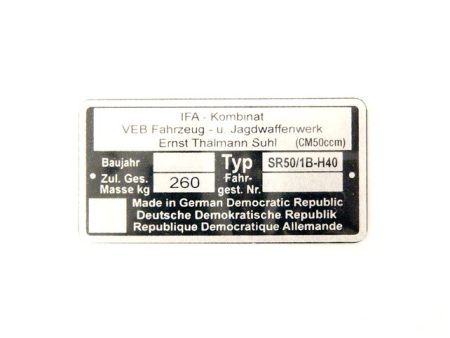 IFA - Kombinat
VEB Fahrzeug - u. Jagdwaffenwerk
Ernst Thalmann Suhl (CM50ccm)
Baujahr Typ SR50/1B-H40
Zul. Ges. Masse kg 260 Fahr-gest. Nr.
Made in German Democratic Republic
Deutsche Demokratische Republik
Republique Democratique Allemande